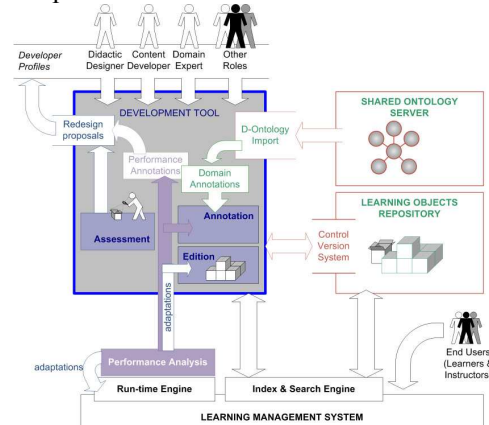 Developer
Profiles
Didactic
Designer
Content
Developer
Domain
Expert
Other
Roles
DEVELOPMENT TOOL
Redesign
proposals
Performance
Annotations
D-Ontology
Import
Domain
Annotations
Assessment
Annotation
Edition
adaptations
SHARED ONTOLOGY
SERVER
LEARNING OBJECTS
REPOSITORY
Control
Version
System
Performance Analysis
adaptations
Run-time Engine
Index & Search Engine
End Users
(Learners &
Instructors)
LEARNING MANAGEMENT SYSTEM